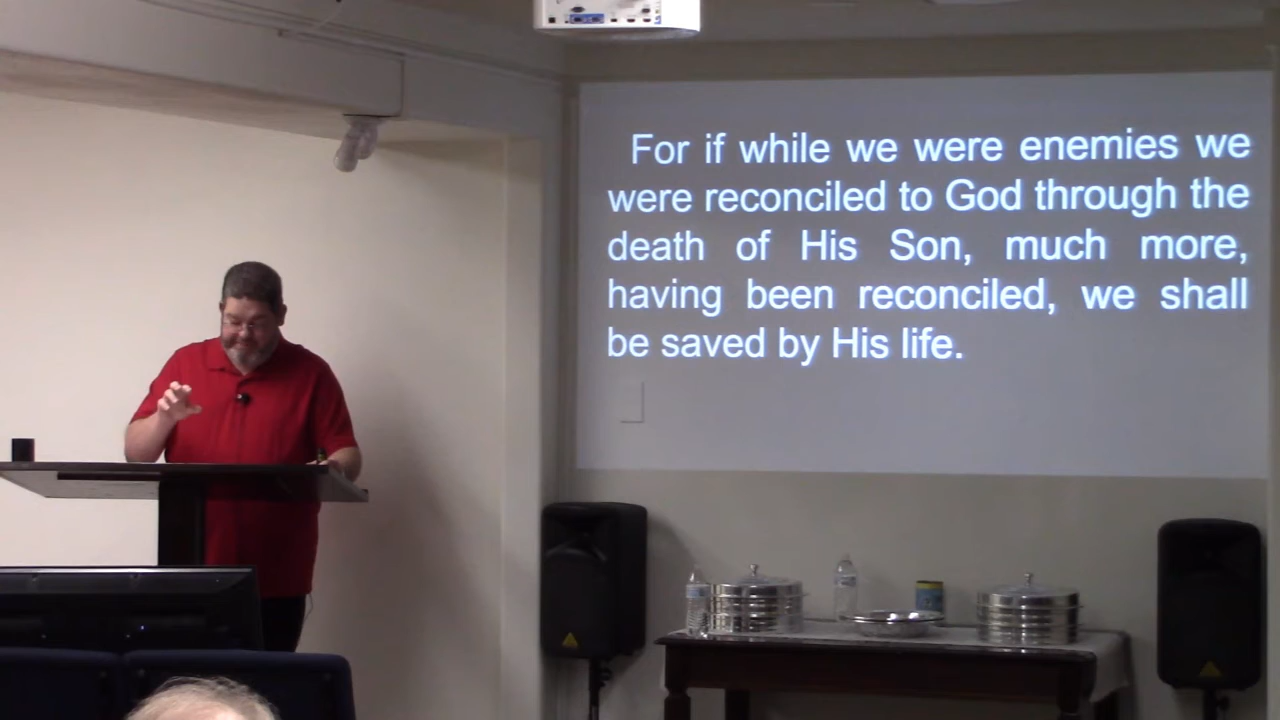 For if while we were enemies we
were reconciled to God through the
death of His Son, much more,
having been reconciled, we shall
be saved by His life.